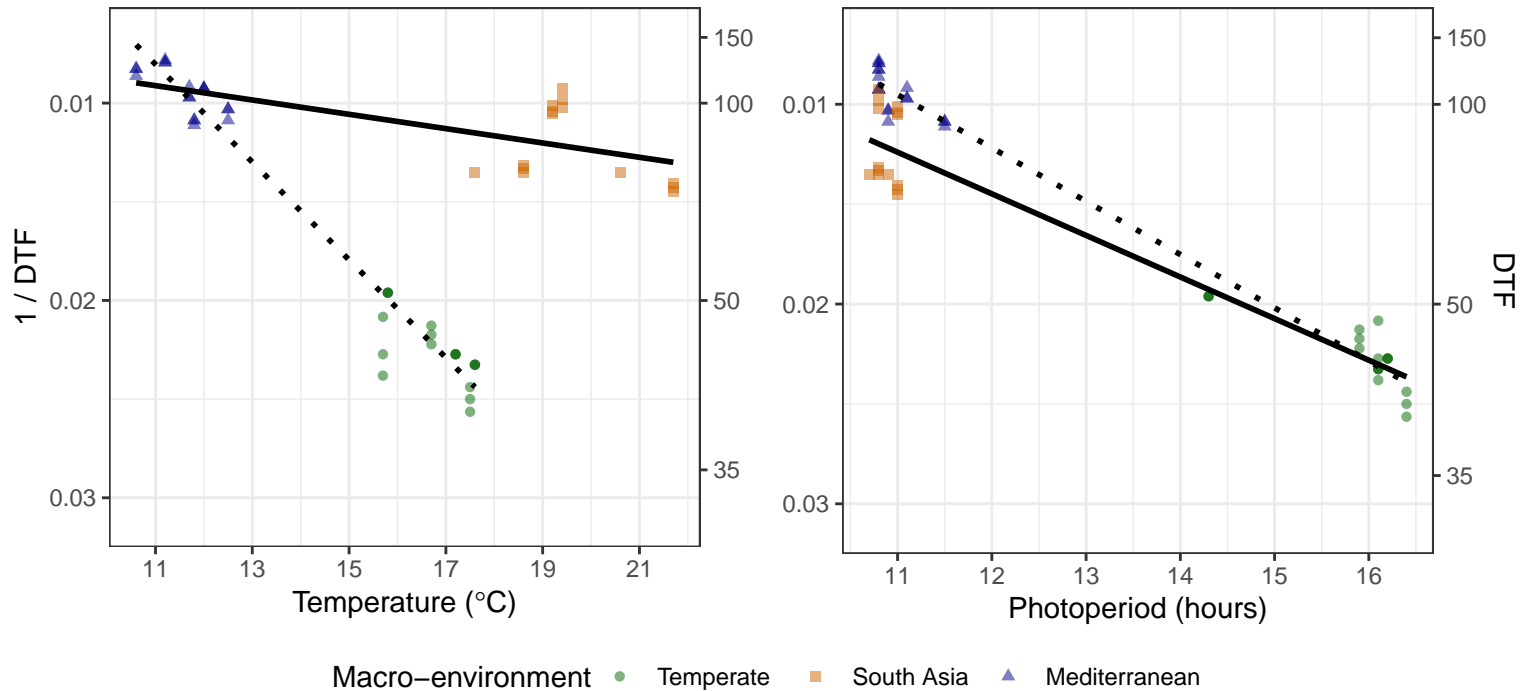 1 / DTF
0.01
0.02
0.03
150
100
50
35
11 13 15 17 19 21
Temperature (°C)
0.01
0.02
0.03
150
100
50
35
DTF
11 12 13 14 15 16
Photoperiod (hours)
Macro−environment Temperate South Asia Mediterranean